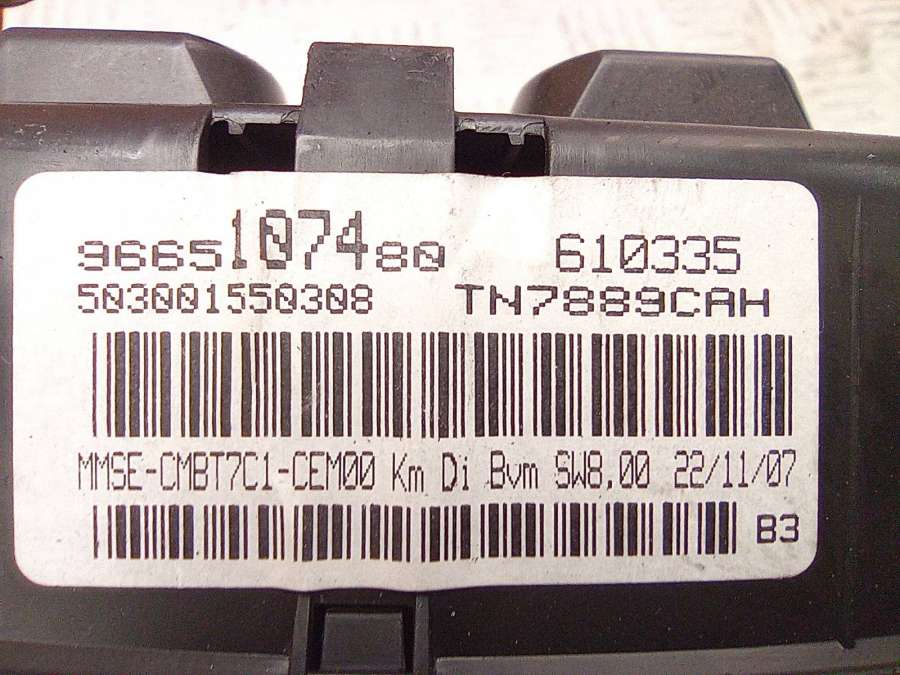 9665107480 610335
503001550308 TN7889CAH
MMSE-CMBT7C1-CEM00 Km Di Bvm SW8.00 22/11/07
B3